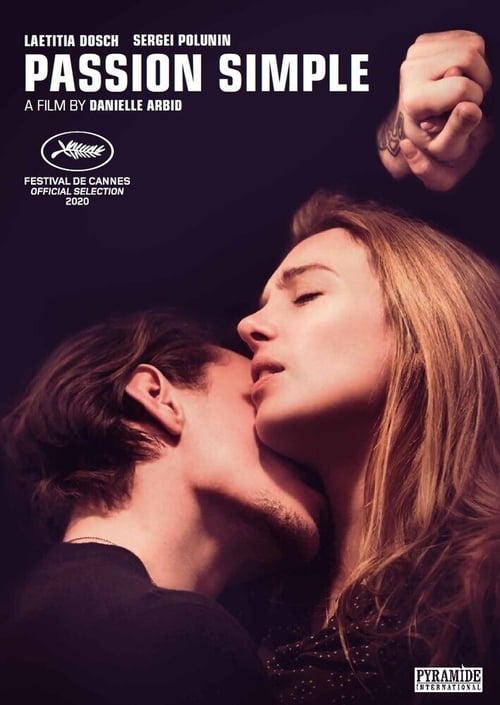 LAETITIA DOSCH SERGEI POLUNIN
PASSION SIMPLE
A FILM BY DANIELLE ARBID
FESTIVAL DE CANNES
OFFICIAL SELECTION
2020
PYRAMIDE
INTERNATIONAL